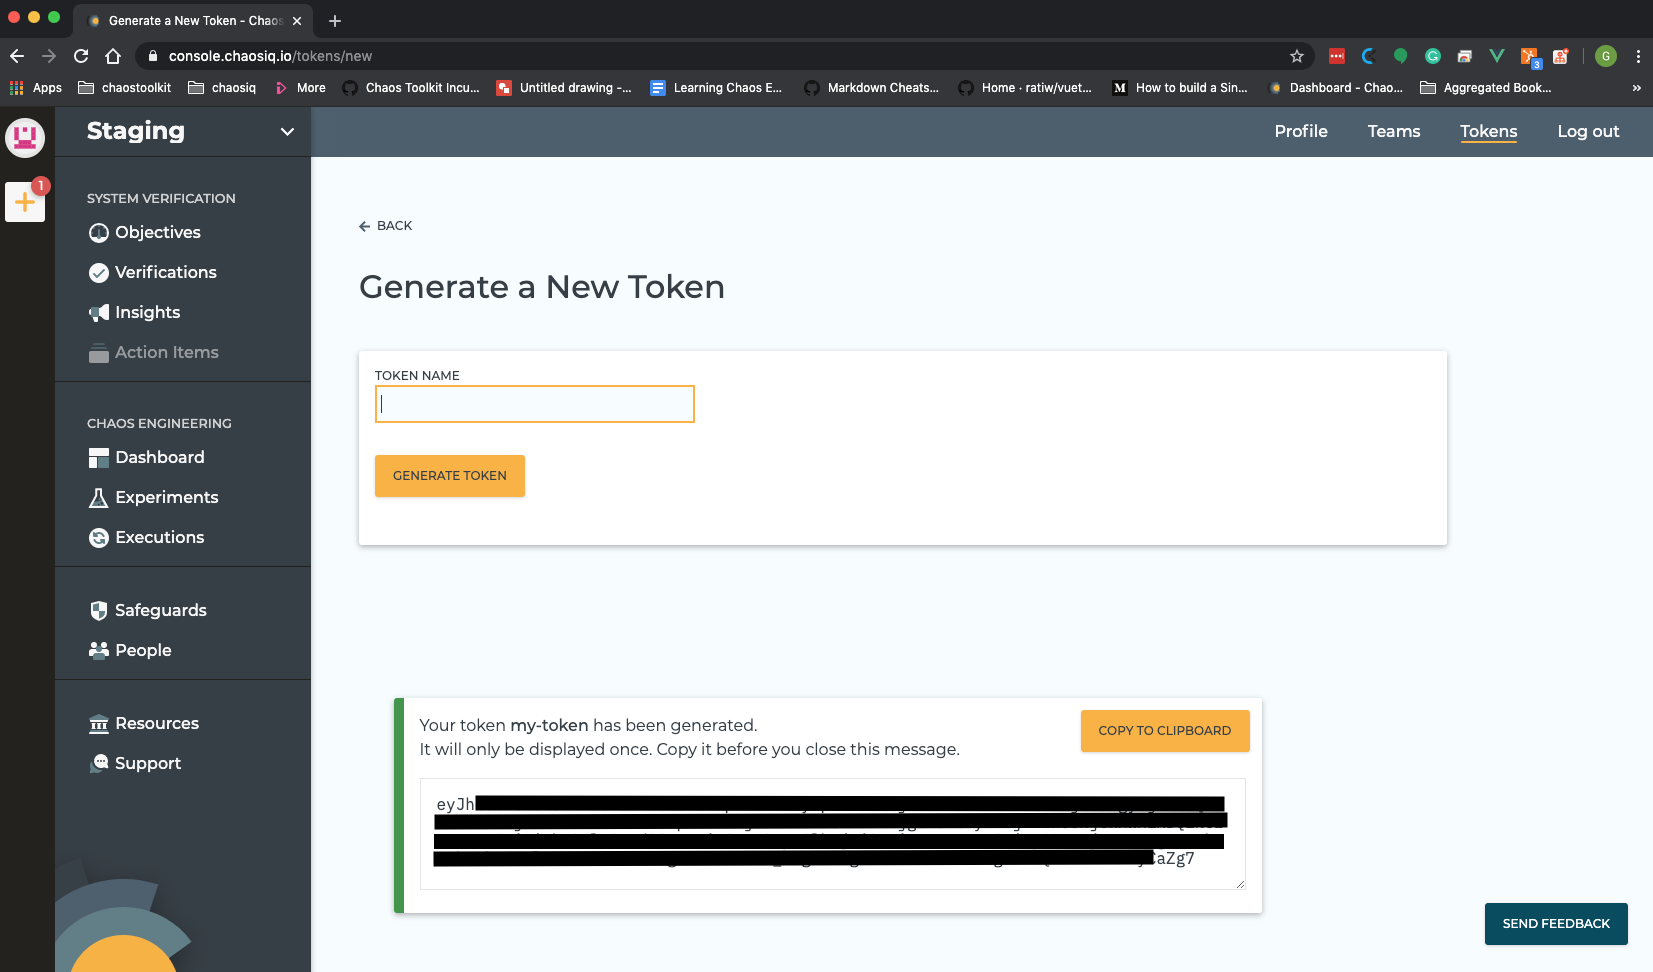 Generate a New Token - Chaos
console.chaosiq.io/tokens/new
3
G
Apps
chaostoolkit
chaosiq
More
Chaos Toolkit Incu...
Untitled drawing -...
Learning Chaos E...
Markdown Cheats...
Home · ratiw/vuet...
M
How to build a Sin...
Dashboard - Chao...
Aggregated Book...
»
Staging
Profile
Teams
Tokens
Log out
1
SYSTEM VERIFICATION
Objectives
Verifications
Insights
Action Items
CHAOS ENGINEERING
Dashboard
Experiments
Executions
Safeguards
People
Resources
Support
BACK
Generate a New Token
TOKEN NAME
GENERATE TOKEN
Your token my-token has been generated.
It will only be displayed once. Copy it before you close this message.
COPY TO CLIPBOARD
eyJh
CaZg7
SEND FEEDBACK